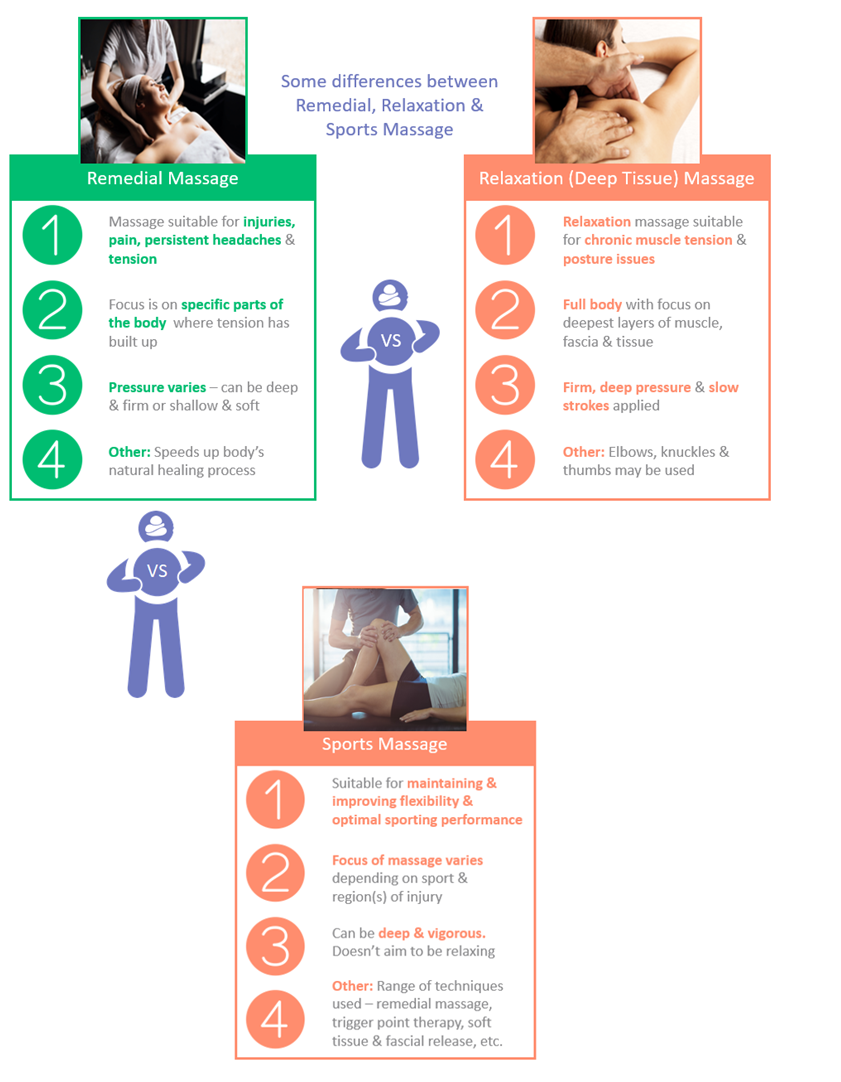 Some differences between
Remedial, Relaxation &
Sports Massage
Remedial Massage
1
Massage suitable for injuries,
pain, persistent headaches &
tension
2
Focus is on specific parts of
the body where tension has
built up
3
Pressure varies – can be deep
& firm or shallow & soft
4
Other: Speeds up body's
natural healing process
VS
Relaxation (Deep Tissue) Massage
1
Relaxation massage suitable
for chronic muscle tension &
posture issues
2
Full body with focus on
deepest layers of muscle,
fascia & tissue
3
Firm, deep pressure & slow
strokes applied
4
Other: Elbows, knuckles &
thumbs may be used
VS
Sports Massage
1
Suitable for maintaining &
improving flexibility &
optimal sporting performance
2
Focus of massage varies
depending on sport &
region(s) of injury
3
Can be deep & vigorous.
Doesn't aim to be relaxing
4
Other: Range of techniques
used – remedial massage,
trigger point therapy, soft
tissue & fascial release, etc.